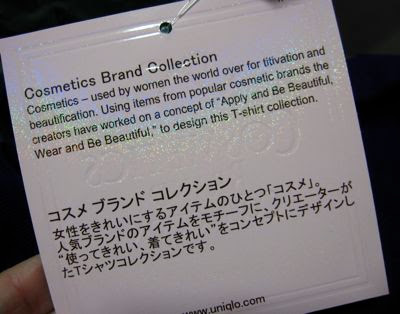 Cosmetics Brand Collection
Cosmetics – used by women the world over for titivation and
beautification. Using items from popular cosmetic brands the
creators have worked on a concept of "Apply and Be Beautiful,
Wear and Be Beautiful," to design this T-shirt collection.
コスメ ブランド コレクション
女性をきれいにするアイテムのひとつ「コスメ」。
人気ブランドのアイテムをモチーフに、クリエーターが
“使ってきれい、着てきれい”をコンセプトにデザインし
たTシャツコレクションです。
www.uniqlo.com